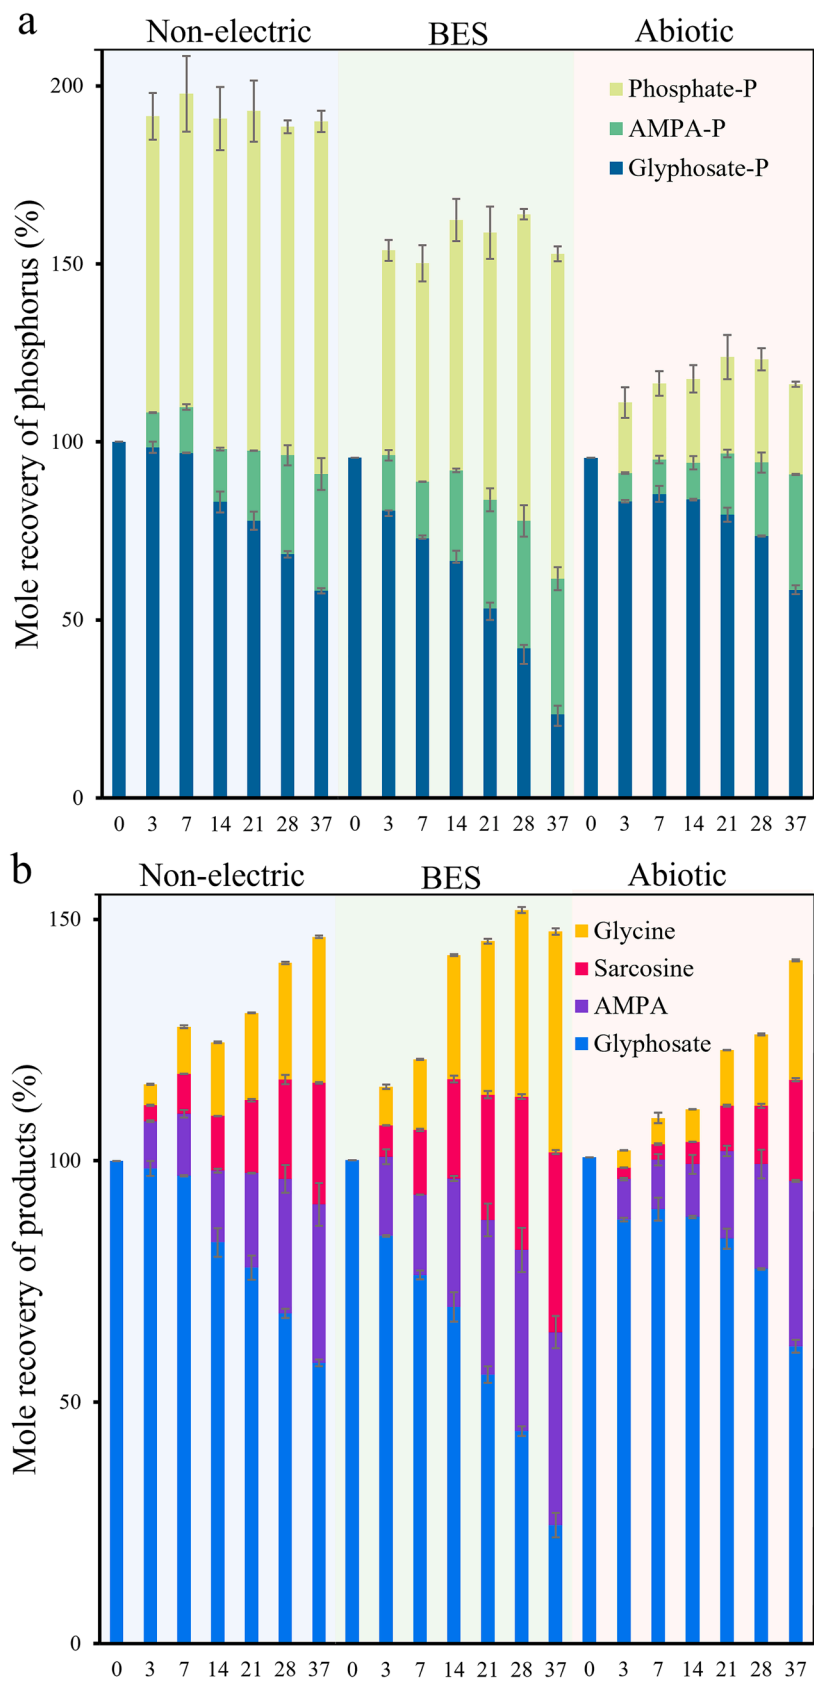 a
Non-electric BES Abiotic
200
150
100
50
0
Mole recovery of phosphorus (%)
Phosphate-P
AMPA-P
Glyphosate-P
0 3 7 14 21 28 37 0 3 7 14 21 28 37 0 3 7 14 21 28 37
b
Non-electric BES Abiotic
150
100
50
0
Mole recovery of products (%)
Glycine
Sarcosine
AMPA
Glyphosate
0 3 7 14 21 28 37 0 3 7 14 21 28 37 0 3 7 14 21 28 37